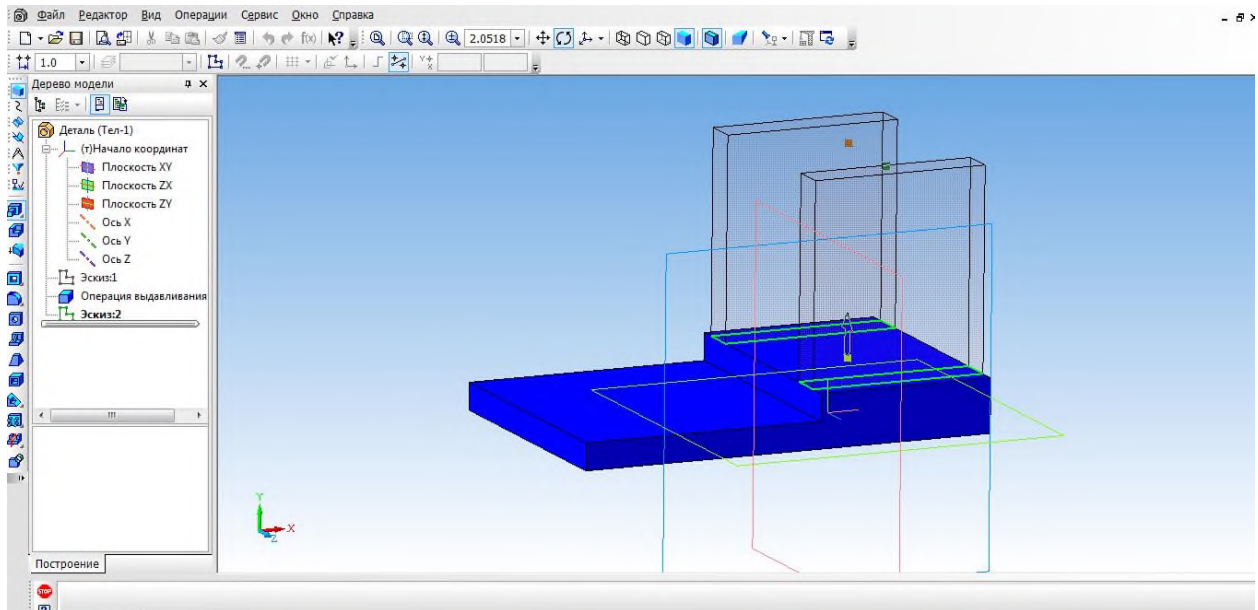 Файл Редактор Вид Операции Сервис Окно Справка
2.0518
1.0
Дерево модели
Деталь (Тел-1)
(т)Начало координат
Плоскость XY
Плоскость ZX
Плоскость ZY
Ось X
Ось Y
Ось Z
Эскиз:1
Операция выдавливания
Эскиз:2
Построение
Y
X
Z
STOP